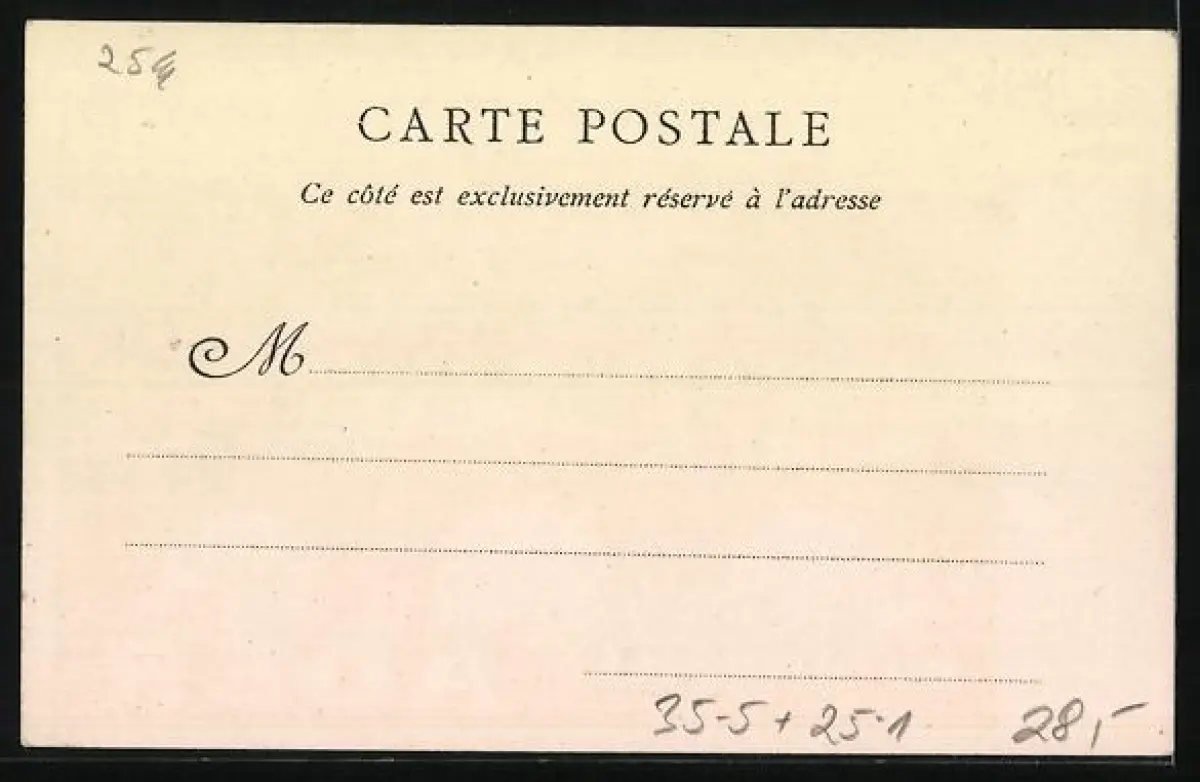 25
CARTE POSTALE
Ce côté est exclusivement réservé à l'adresse
M
35-5+25-1 28,-